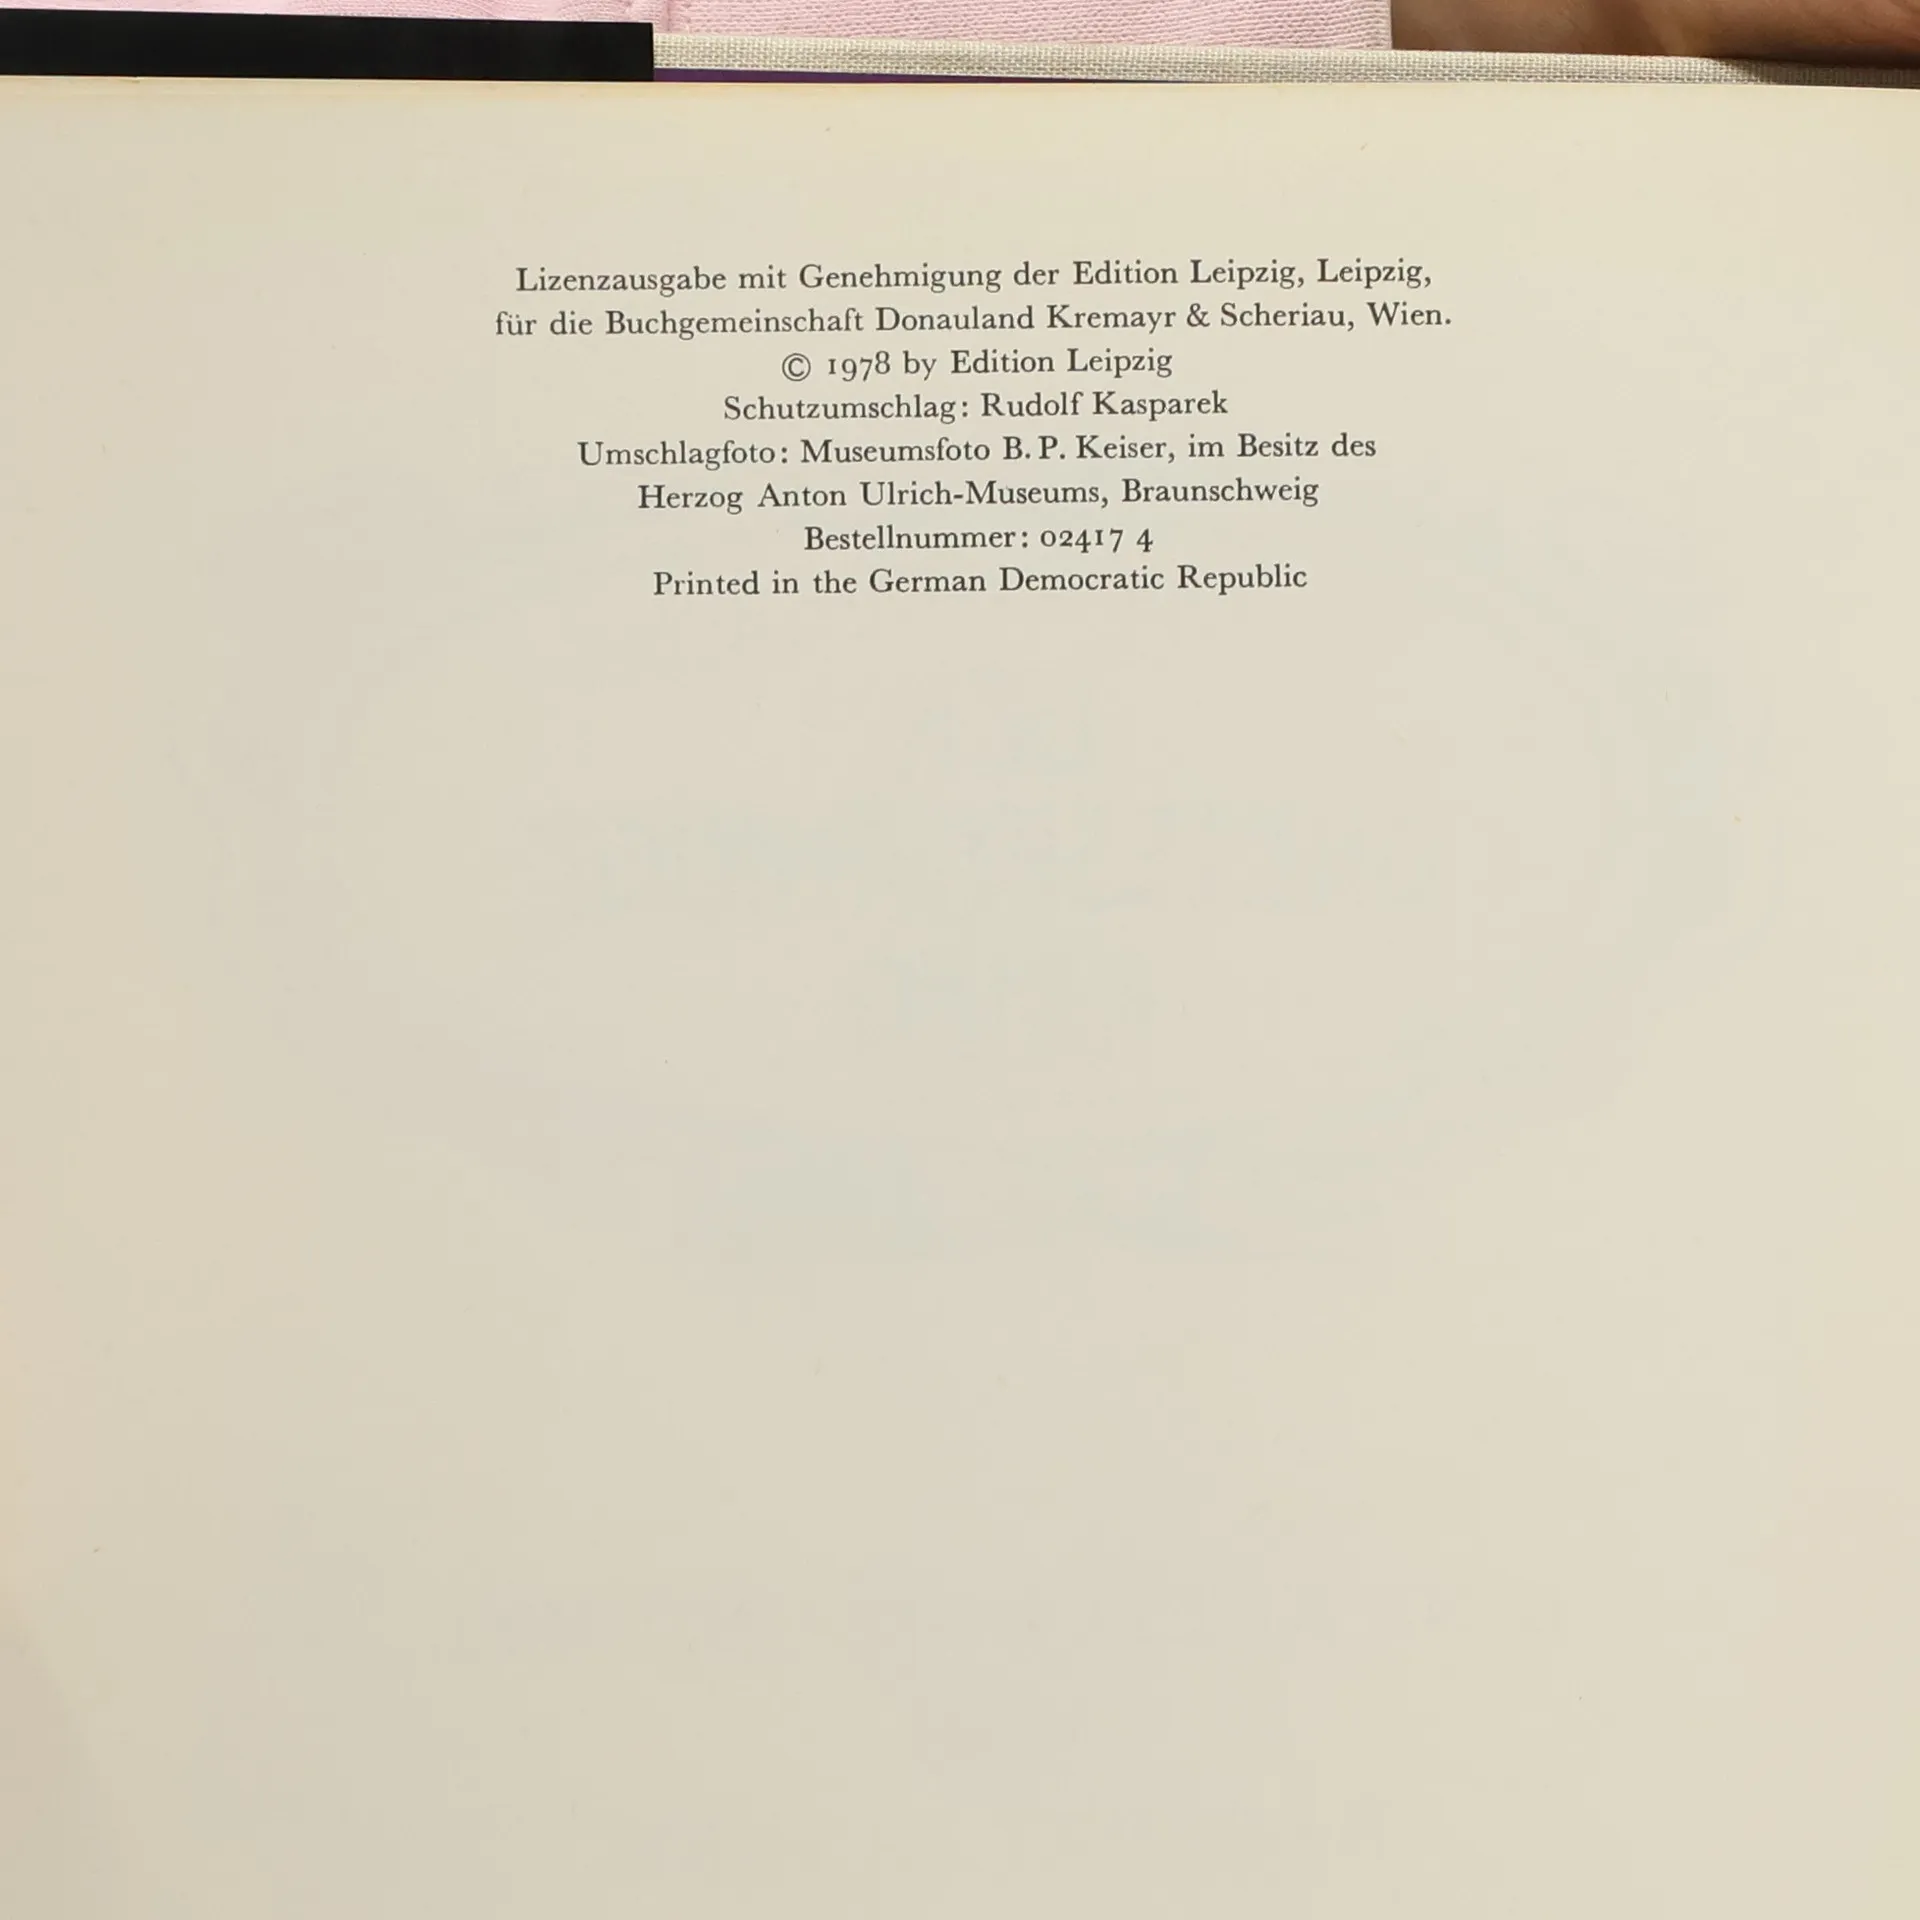 Lizenzausgabe mit Genehmigung der Edition Leipzig, Leipzig,
für die Buchgemeinschaft Donauland Kremayr & Scheriau, Wien.
© 1978 by Edition Leipzig
Schutzumschlag: Rudolf Kasparek
Umschlagfoto: Museumsfoto B. P. Keiser, im Besitz des
Herzog Anton Ulrich-Museums, Braunschweig
Bestellnummer: 02417 4
Printed in the German Democratic Republic